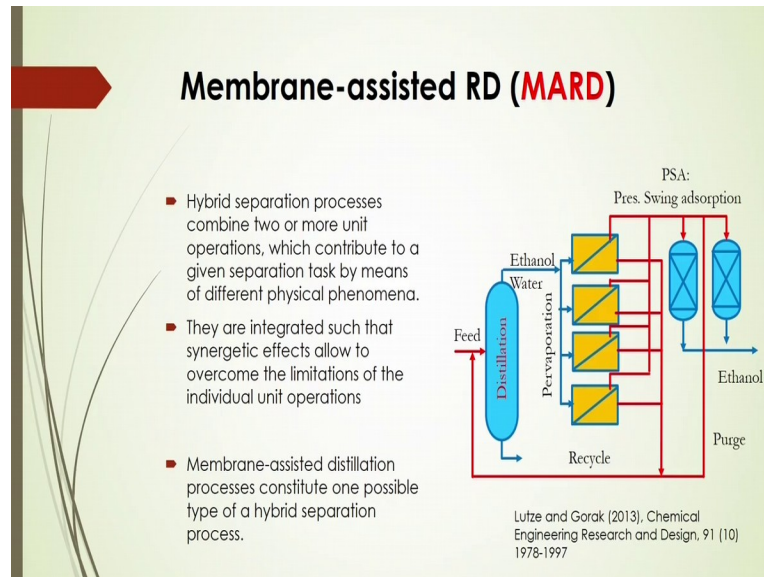 Membrane-assisted RD (MARD)
Hybrid separation processes
combine two or more unit
operations, which contribute to a
given separation task by means
of different physical phenomena.
They are integrated such that
synergetic effects allow to
overcome the limitations of the
individual unit operations
Membrane-assisted distillation
processes constitute one possible
type of a hybrid separation
process.
PSA:
Pres. Swing adsorption
Ethanol
Water
Feed
Distillation
Pervaporation
Ethanol
Purge
Recycle
Lutze and Gorak (2013), Chemical
Engineering Research and Design, 91 (10)
1978-1997